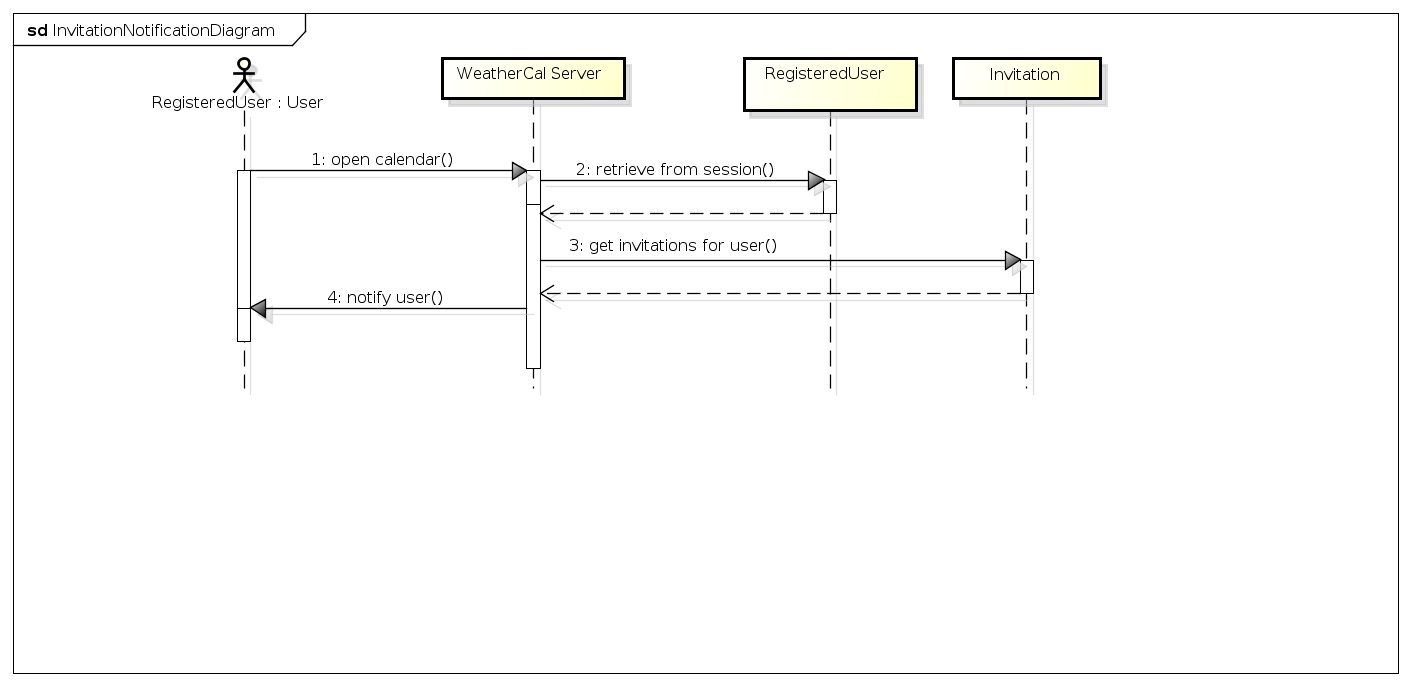 sd InvitationNotificationDiagram
RegisteredUser : User
WeatherCal Server
RegisteredUser
Invitation
1: open calendar()
2: retrieve from session()
3: get invitations for user()
4: notify user()